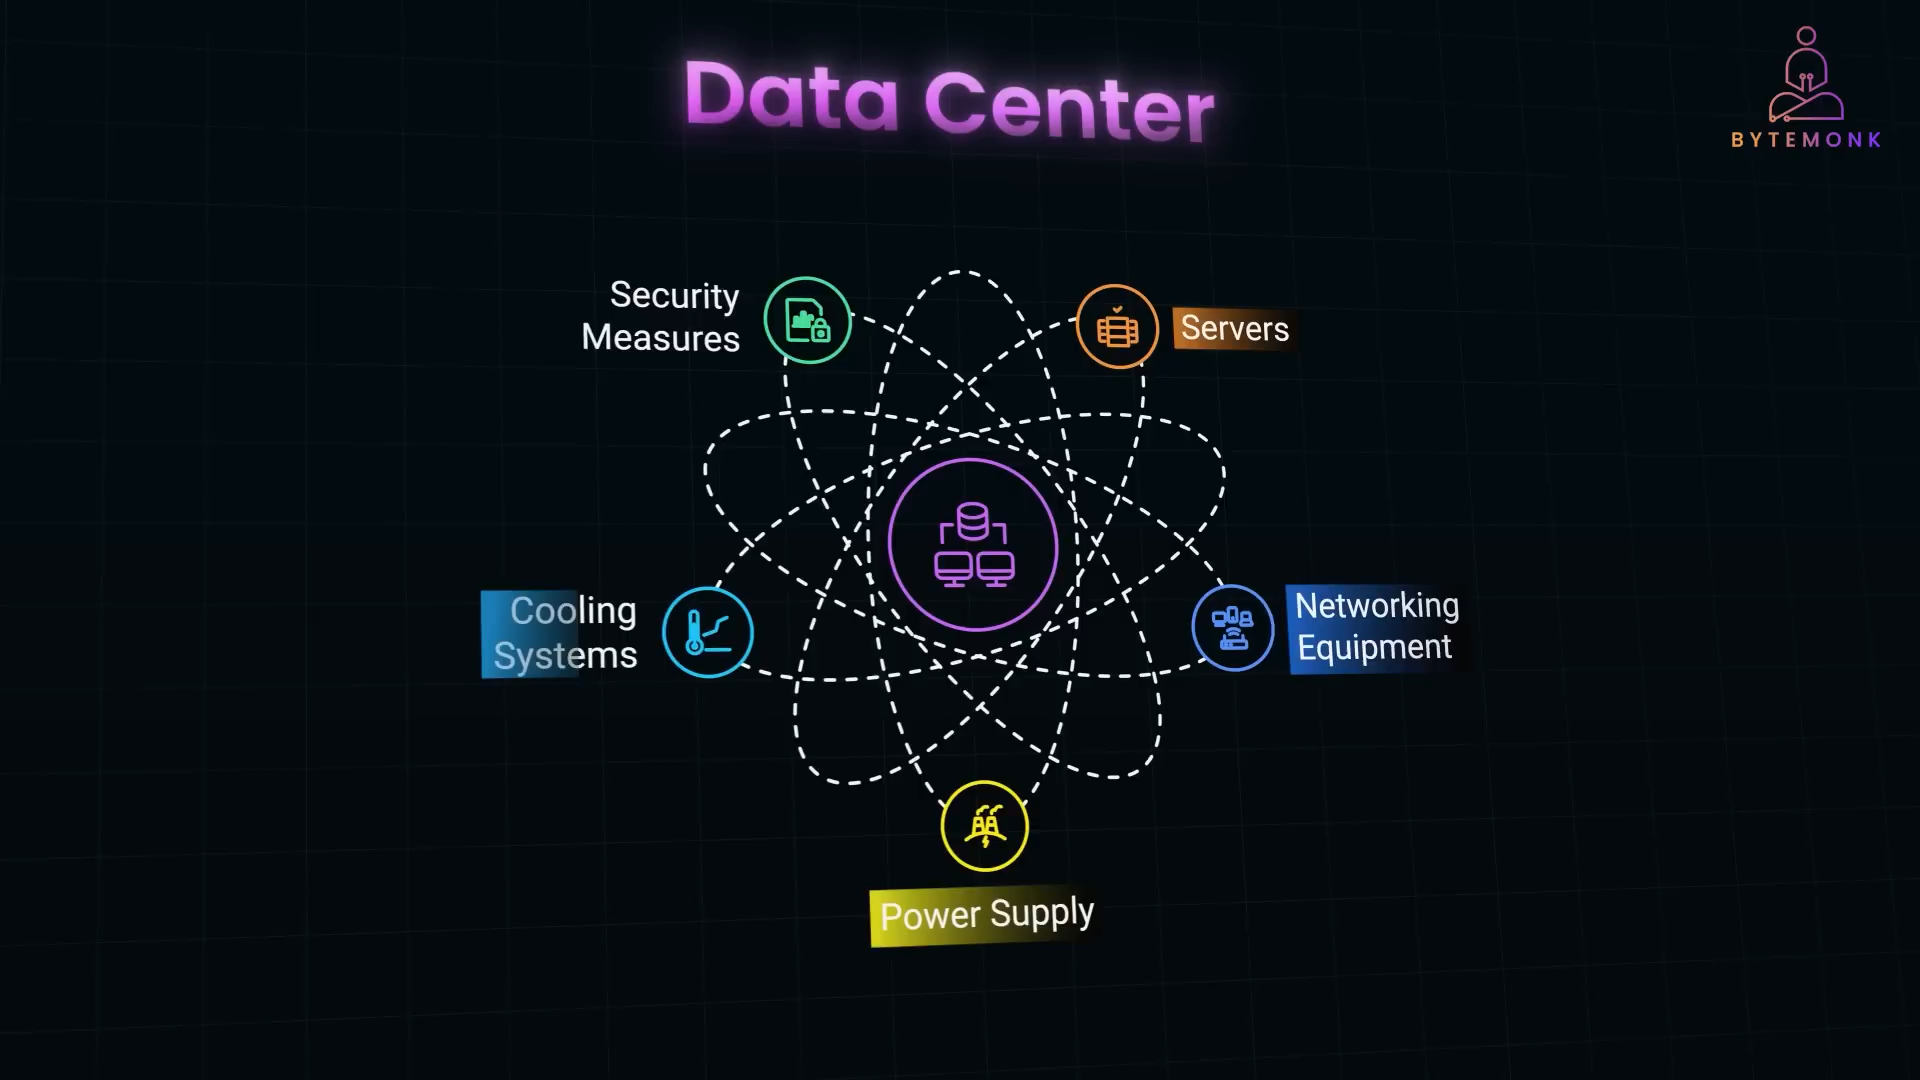 Data Center
BYTEMONK
Security
Measures
Servers
Cooling
Systems
Networking
Equipment
Power Supply